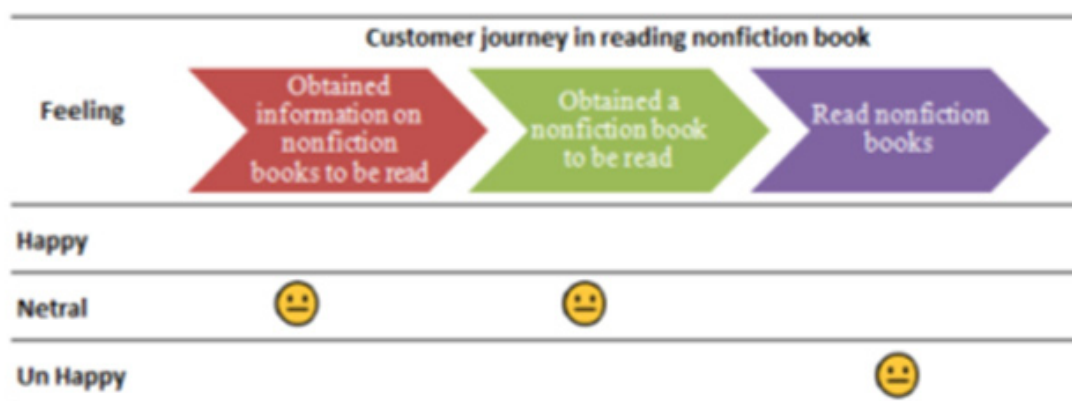 Customer journey in reading nonfiction book
Feeling
Obtained
information on
nonfiction
books to be read
Obtained a
nonfiction book
to be read
Read nonfiction
books
Happy
Netral
Un Happy